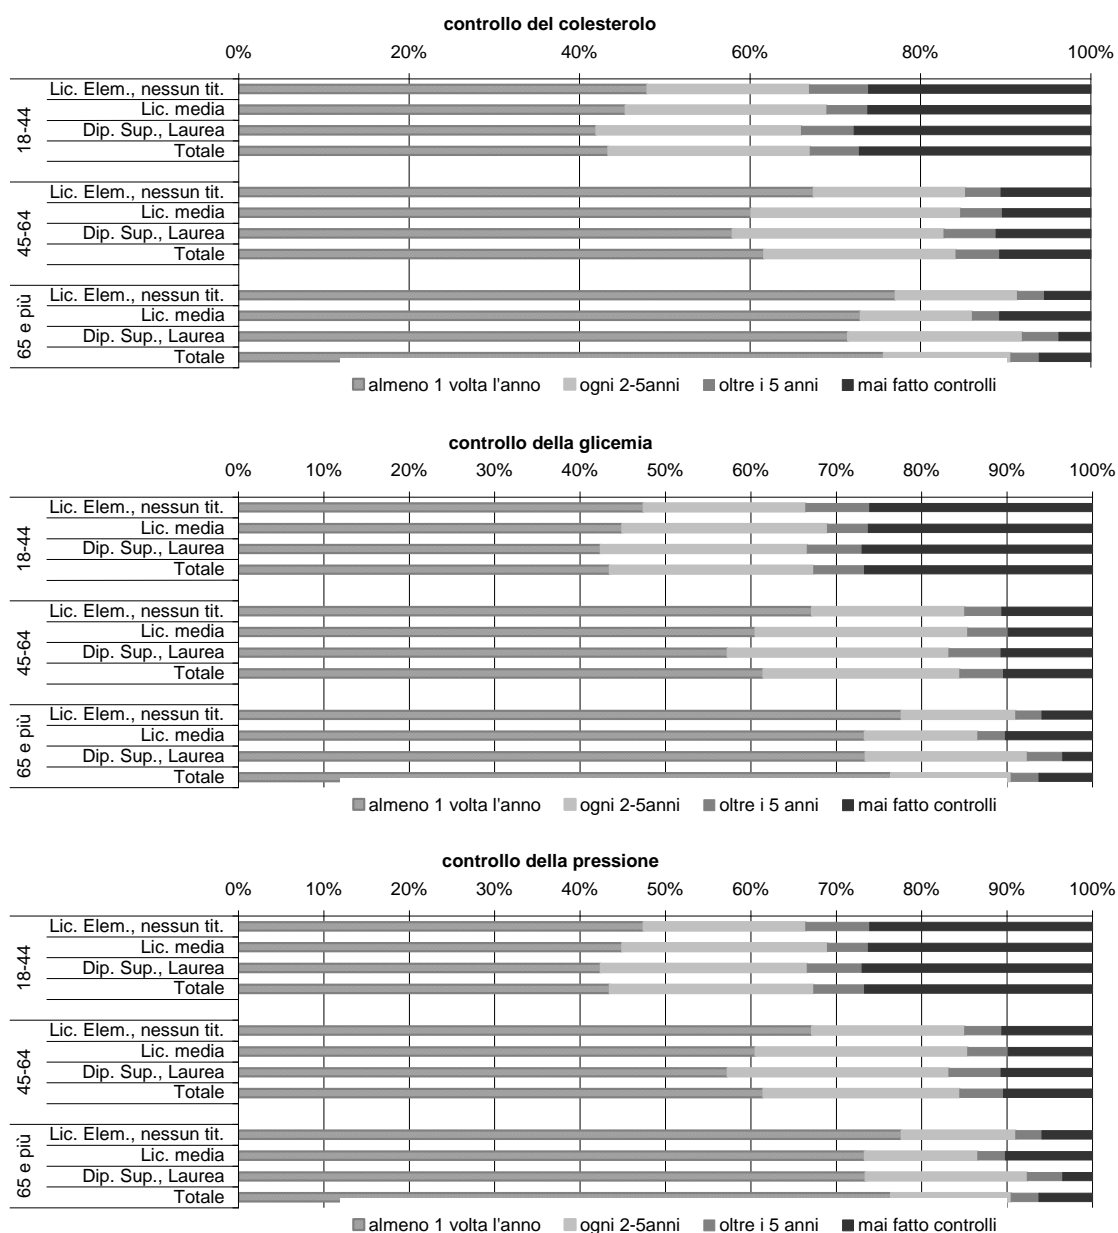 controllo del colesterolo
0% 20% 40% 60% 80% 100%
18-44
Lic. Elem., nessun tit.
Lic. media
Dip. Sup., Laurea
Totale
45-64
Lic. Elem., nessun tit.
Lic. media
Dip. Sup., Laurea
Totale
65 e più
Lic. Elem., nessun tit.
Lic. media
Dip. Sup., Laurea
Totale
almeno 1 volta l'anno ogni 2-5anni oltre i 5 anni mai fatto controlli
controllo della glicemia
0% 10% 20% 30% 40% 50% 60% 70% 80% 90% 100%
18-44
Lic. Elem., nessun tit.
Lic. media
Dip. Sup., Laurea
Totale
45-64
Lic. Elem., nessun tit.
Lic. media
Dip. Sup., Laurea
Totale
65 e più
Lic. Elem., nessun tit.
Lic. media
Dip. Sup., Laurea
Totale
almeno 1 volta l'anno ogni 2-5anni oltre i 5 anni mai fatto controlli
controllo della pressione
0% 10% 20% 30% 40% 50% 60% 70% 80% 90% 100%
18-44
Lic. Elem., nessun tit.
Lic. media
Dip. Sup., Laurea
Totale
45-64
Lic. Elem., nessun tit.
Lic. media
Dip. Sup., Laurea
Totale
65 e più
Lic. Elem., nessun tit.
Lic. media
Dip. Sup., Laurea
Totale
almeno 1 volta l'anno ogni 2-5anni oltre i 5 anni mai fatto controlli